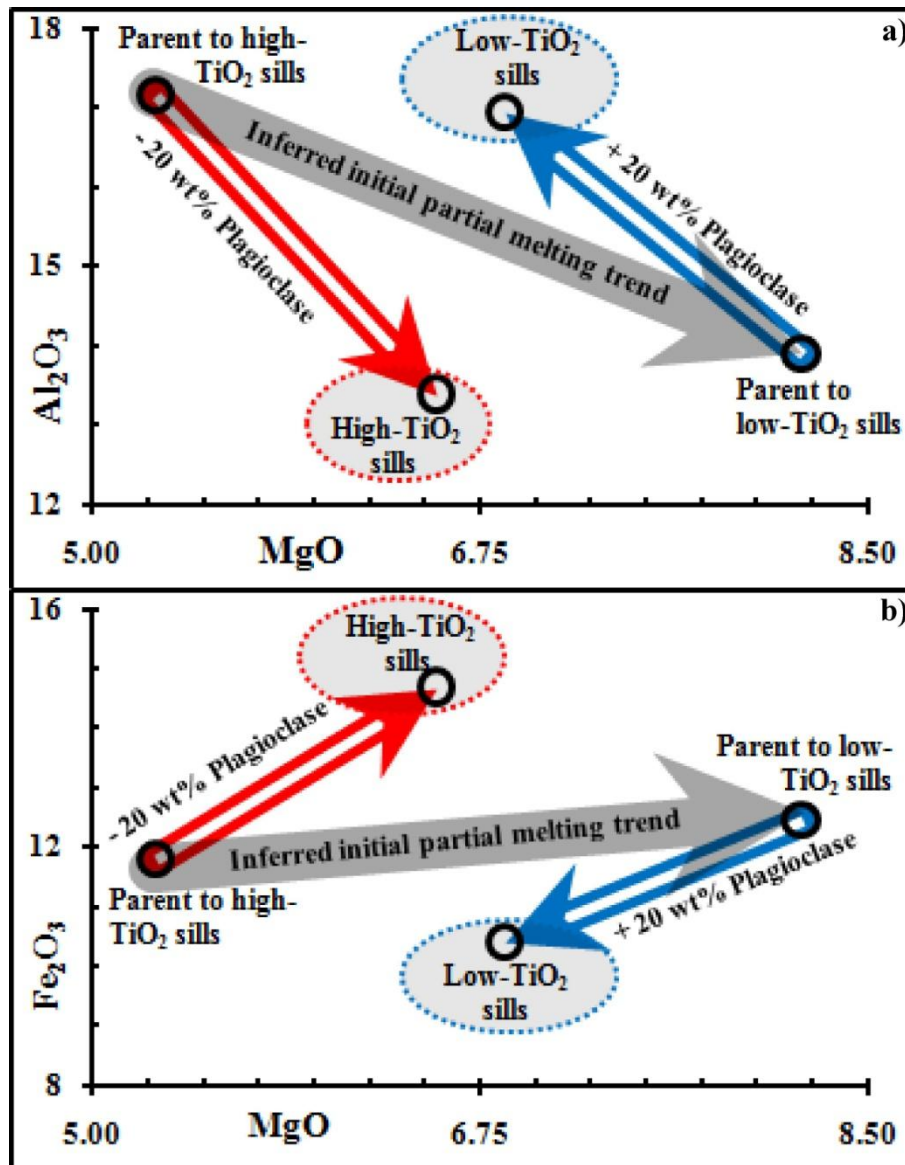 a)
18
Parent to high-
TiO₂ sills
Low-TiO₂
sills
Inferred initial partial melting trend
- 20 wt% Plagioclase
+ 20 wt% Plagioclase
15
Al₂O₃
High-TiO₂
sills
Parent to
low-TiO₂ sills
12
5.00
MgO
6.75
8.50
b)
16
High-TiO₂
sills
- 20 wt% Plagioclase
Parent to low-
TiO₂ sills
12
Inferred initial partial melting trend
+ 20 wt% Plagioclase
Parent to high-
TiO₂ sills
Fe₂O₃
Low-TiO₂
sills
8
5.00
MgO
6.75
8.50